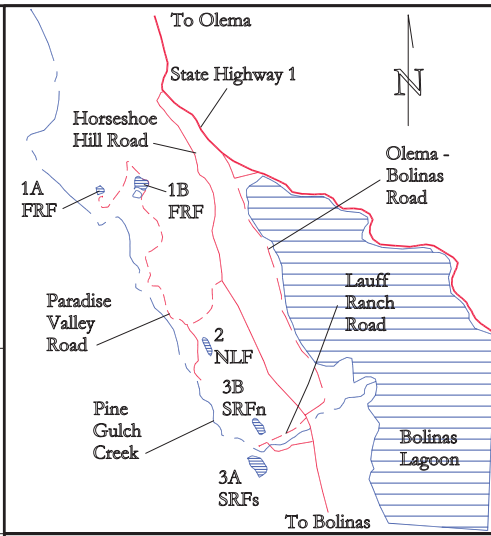 To Olema
State Highway 1
N
Horseshoe
Hill Road
Olema -
Bolinas
Road
1A
FRF
1B
FRF
Lauff
Ranch
Road
Paradise
Valley
Road
2
NLF
3B
SRFn
Pine
Gulch
Creek
Bolinas
Lagoon
3A
SRFs
To Bolinas